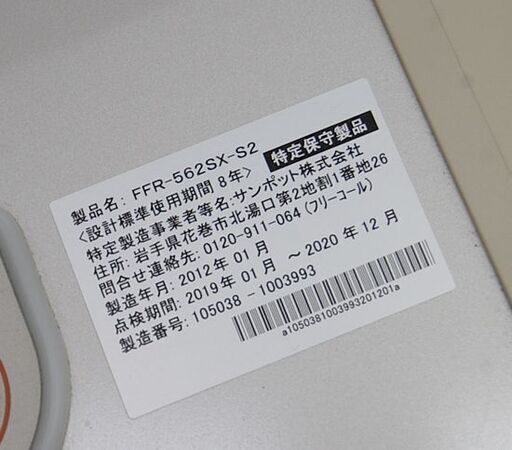 製品名: FFR-562SX-S2
<設計標準使用期間 8年> 特定保守製品
特定製造事業者等名:サンポット株式会社
住所: 岩手県花巻市北湯口第2地割1番地26
問合せ連絡先: 0120-911-064 (フリーコール)
製造年月: 2012年 01月
点検期間: 2019年 01月 ～ 2020年 12月
製造番号: 105038 - 1003993
a1050381003993201201a